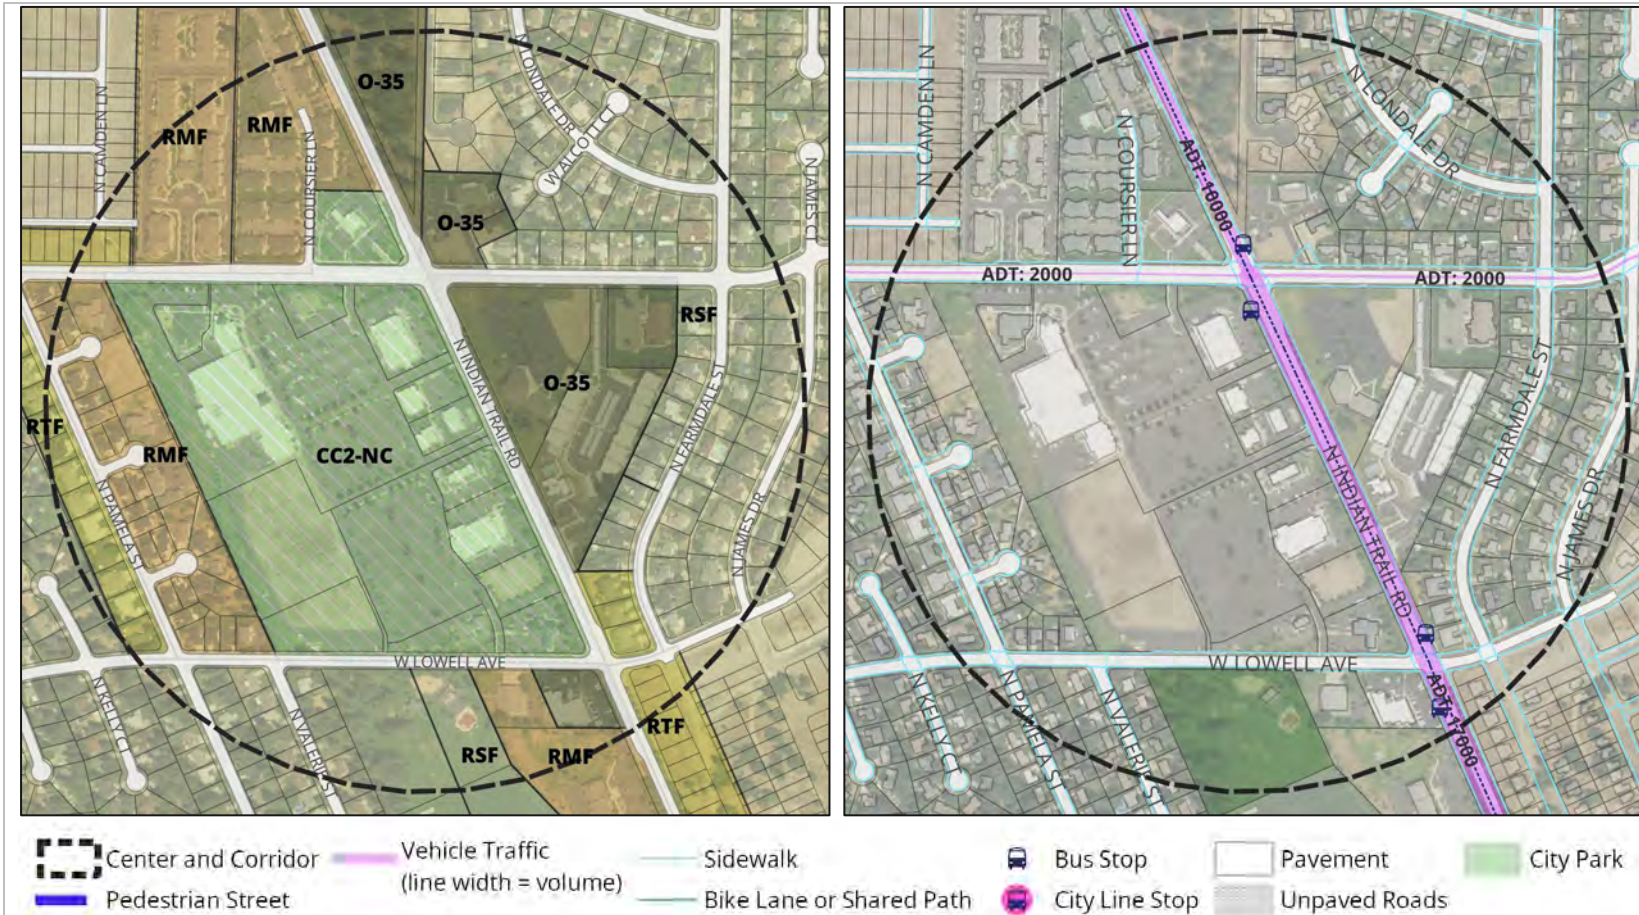 O-35
RMF
RMF
N CAMDEN LN
N COURSIER LN
N LONDALE DR
W WALCOTT CT
N JAMES CT
O-35
RSF
N INDIAN TRAIL RD
O-35
N FARMDALE ST
RTF
RMF
CC2-NC
N PAMELA ST
N JAMES DR
W LOWELL AVE
N KELLY CT
N VALERIE ST
RSF
RMF
RTF
N CAMDEN LN
N COURSIER LN
ADT: 10000
N LONDALE DR
ADT: 2000
ADT: 2000
N INDIAN TRAIL RD
N FARMDALE ST
N JAMES DR
W LOWELL AVE
N KELLY CT
N PAMELA ST
N VALERIE ST
ADT: 17000
Center and Corridor
Pedestrian Street
Vehicle Traffic
(line width = volume)
Sidewalk
Bike Lane or Shared Path
Bus Stop
City Line Stop
Pavement
Unpaved Roads
City Park